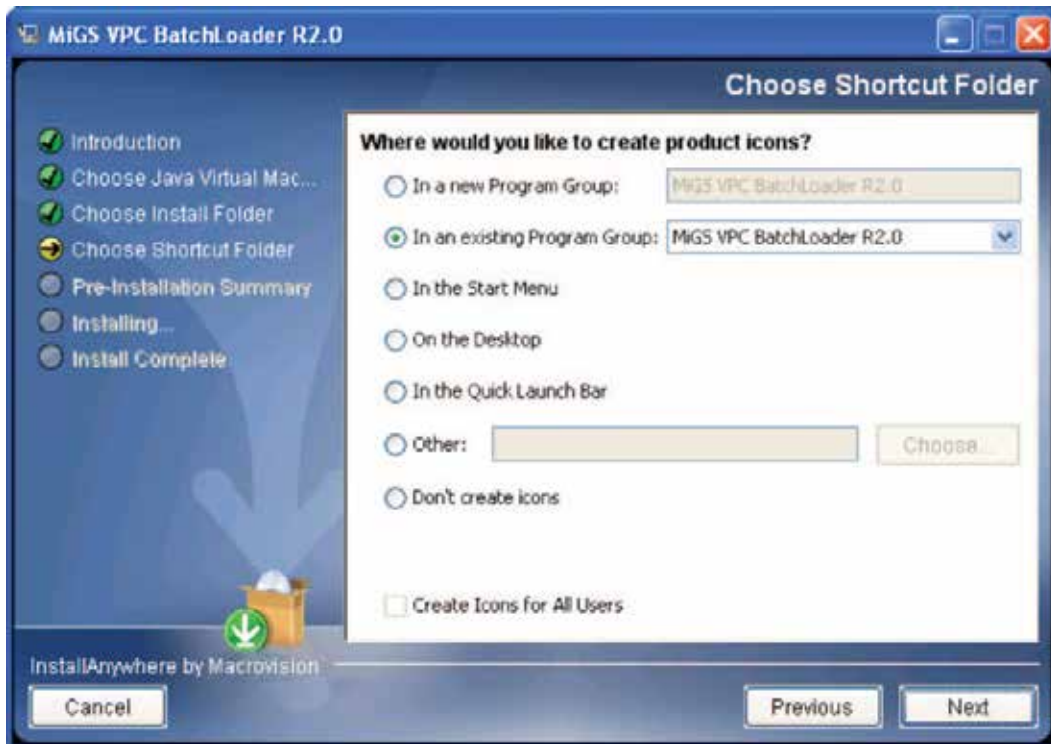 MiGS VPC BatchLoader R2.0
Choose Shortcut Folder
Introduction
Choose Java Virtual Mac...
Choose Install Folder
Choose Shortcut Folder
Pre-Installation Summary
Installing...
Install Complete
Where would you like to create product icons?
In a new Program Group: MiGS VPC BatchLoader R2.0
In an existing Program Group: MiGS VPC BatchLoader R2.0
In the Start Menu
On the Desktop
In the Quick Launch Bar
Other: Choose...
Don't create icons
Create Icons for All Users
InstallAnywhere by Macrovision
Cancel Previous Next